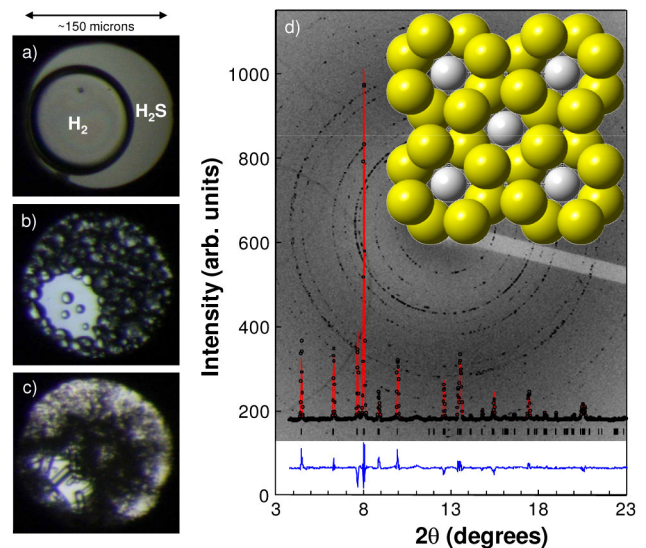 ~150 microns
a)
H₂
H₂S
b)
c)
d)
Intensity (arb. units)
1000
800
600
400
200
0
3
8
13
18
23
2θ (degrees)